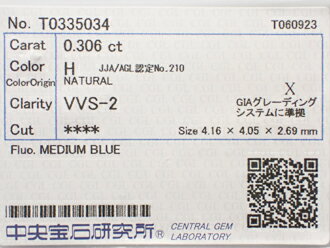 No. T0335034 T060923
Carat 0.306 ct
Color H JJA/AGL認定No.210
ColorOrigin NATURAL
X
Clarity VVS-2 GIAグレーディング
システムに準拠
Cut ****
Size 4.16 × 4.05 × 2.69 mm
Fluo. MEDIUM BLUE
中央宝石研究所® CENTRAL GEM
LABORATORY